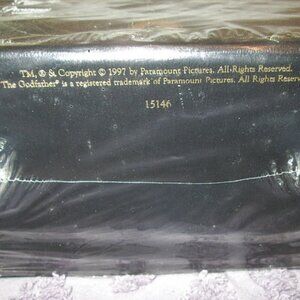 TM, ® & Copyright © 1997 by Paramount Pictures. All Rights Reserved.
The Godfather® is a registered trademark of Paramount Pictures. All Rights Reserved.
15146